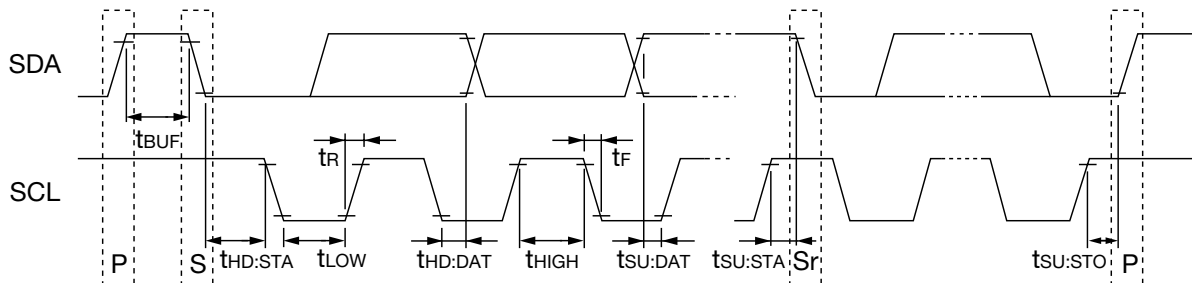 SDA
tBUF
tR
tF
SCL
P
S
tHD:STA
tLOW
tHD:DAT
tHIGH
tSU:DAT
tSU:STA
Sr
tSU:STO
P